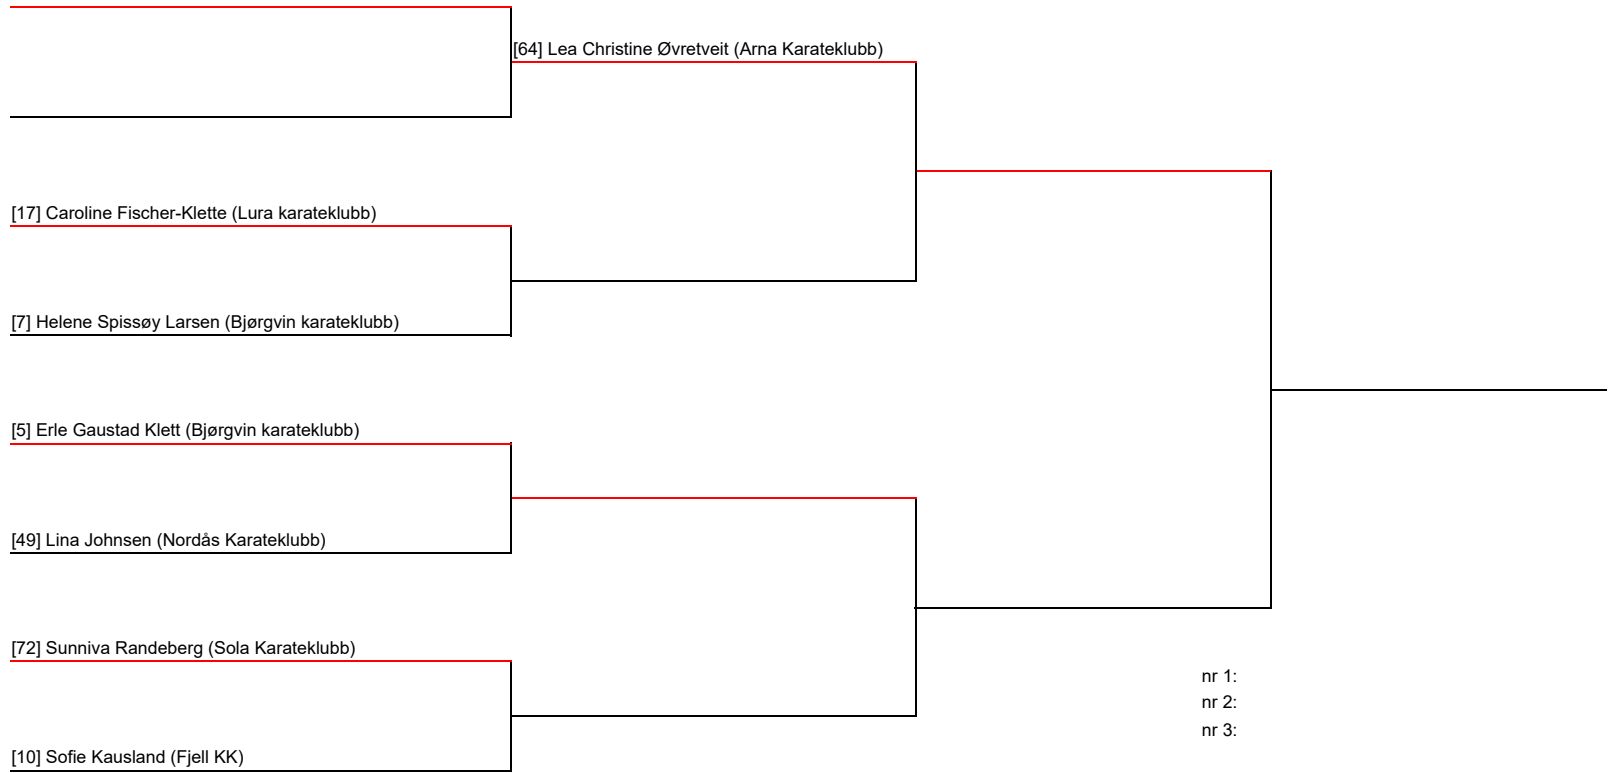 [64] Lea Christine Øvretveit (Arna Karateklubb)
[17] Caroline Fischer-Klette (Lura karateklubb)
[7] Helene Spissøy Larsen (Bjørgvin karateklubb)
[5] Erle Gaustad Klett (Bjørgvin karateklubb)
[49] Lina Johnsen (Nordås Karateklubb)
[72] Sunniva Randeberg (Sola Karateklubb)
[10] Sofie Kausland (Fjell KK)
nr 1:
nr 2:
nr 3: